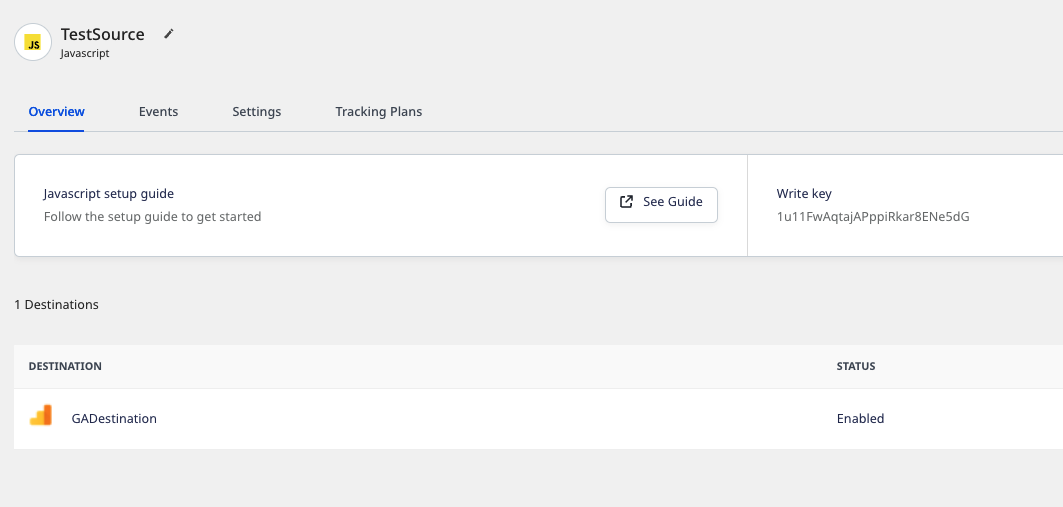 JS
TestSource
Javascript
Overview Events Settings Tracking Plans
Javascript setup guide
Follow the setup guide to get started
See Guide
Write key
1u11FwAqtajAPppiRkar8ENe5dG
1 Destinations
DESTINATION STATUS
GADestination Enabled